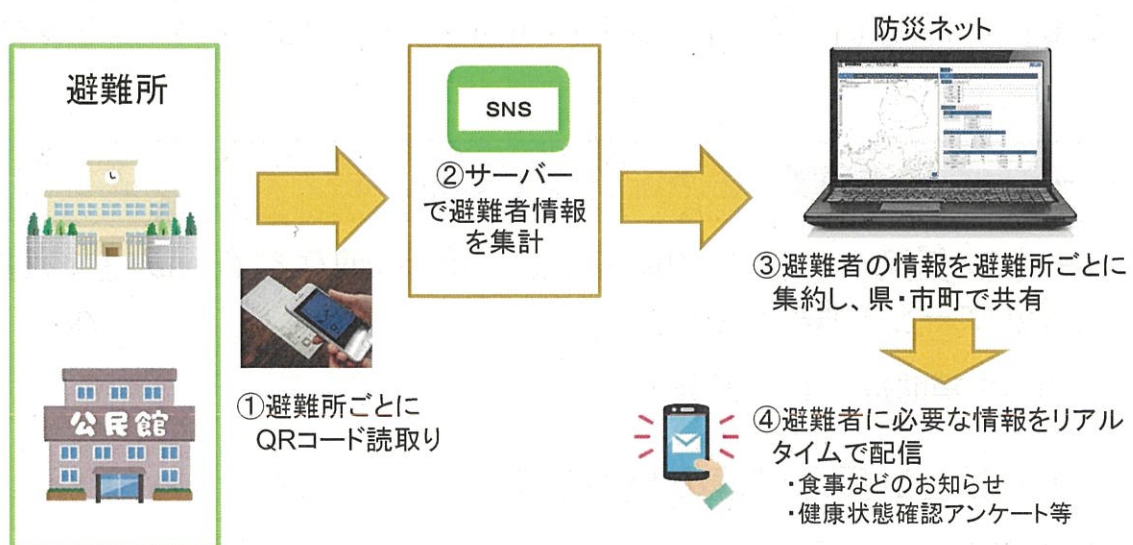 避難所
公民館
①避難所ごとに
QRコード読取り
SNS
②サーバー
で避難者情報
を集計
防災ネット
③避難者の情報を避難所ごとに
集約し、県・市町で共有
④避難者に必要な情報をリアル
タイムで配信
・食事などのお知らせ
・健康状態確認アンケート等